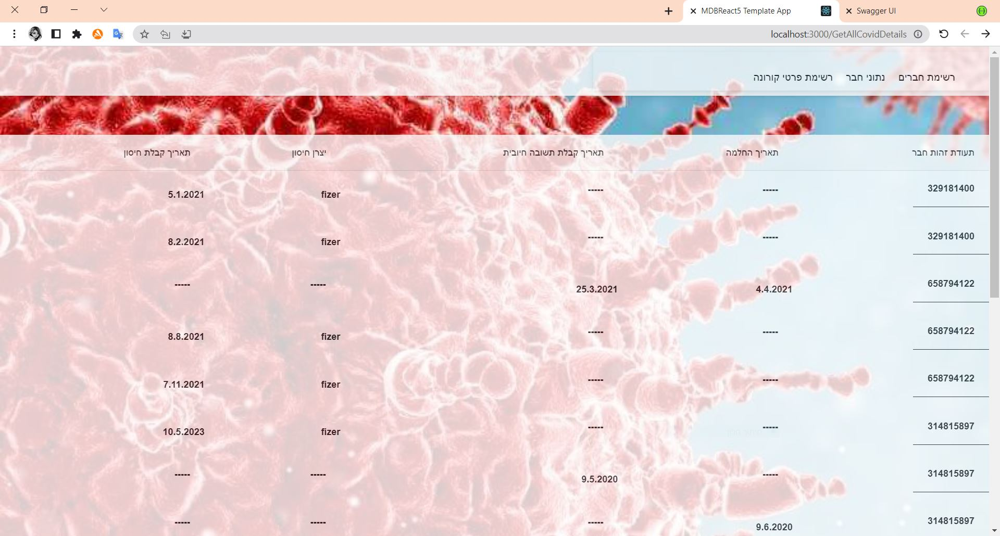 MDBReact5 Template App
Swagger UI
localhost:3000/GetAllCovidDetails
רשימת חברים נתוני חבר רשימת פרטי קורונה
תעודת זהות חבר תאריך החלמה תאריך קבלת תשובה חיובית יצרן חיסון תאריך קבלת חיסון
329181400 ----- ----- fizer 5.1.2021
329181400 ----- ----- fizer 8.2.2021
658794122 4.4.2021 25.3.2021 ----- -----
658794122 ----- ----- fizer 8.8.2021
658794122 ----- ----- fizer 7.11.2021
314815897 ----- ----- fizer 10.5.2023
314815897 ----- 9.5.2020 ----- -----
314815897 9.6.2020 ----- ----- -----